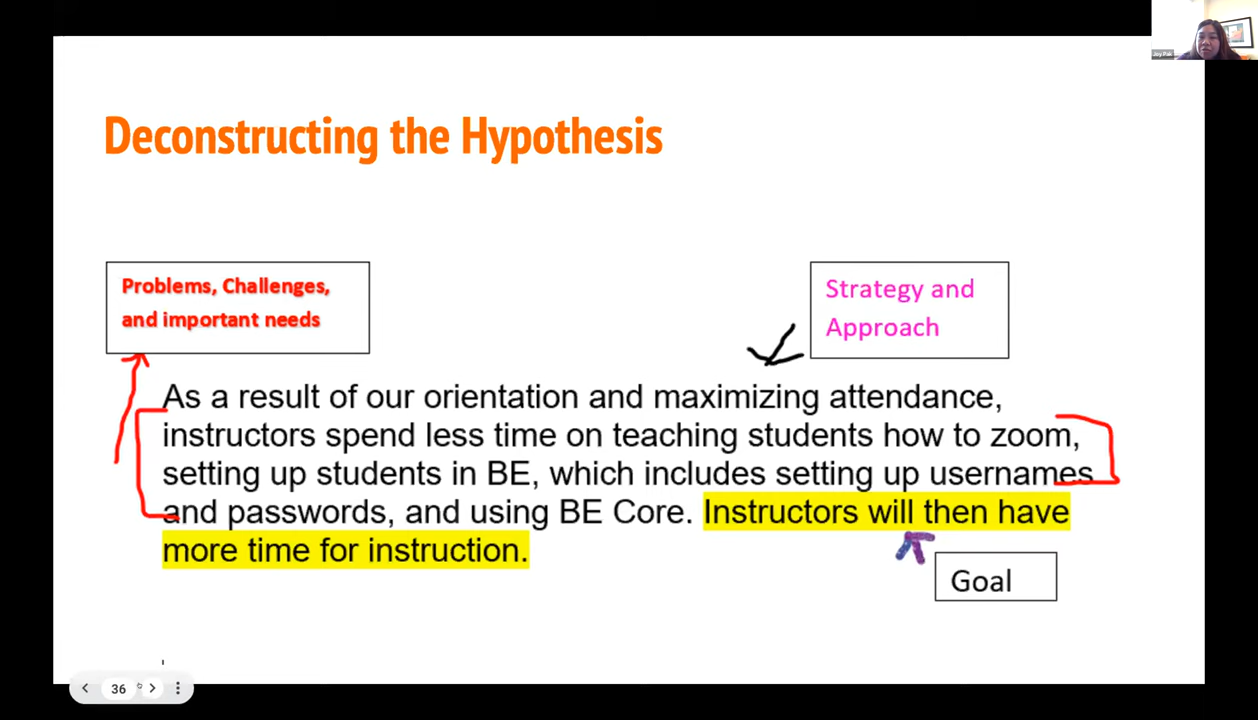 Joy Pak
Deconstructing the Hypothesis
Problems, Challenges,
and important needs
Strategy and
Approach
As a result of our orientation and maximizing attendance,
instructors spend less time on teaching students how to zoom,
setting up students in BE, which includes setting up usernames
and passwords, and using BE Core. Instructors will then have
more time for instruction.
Goal
36